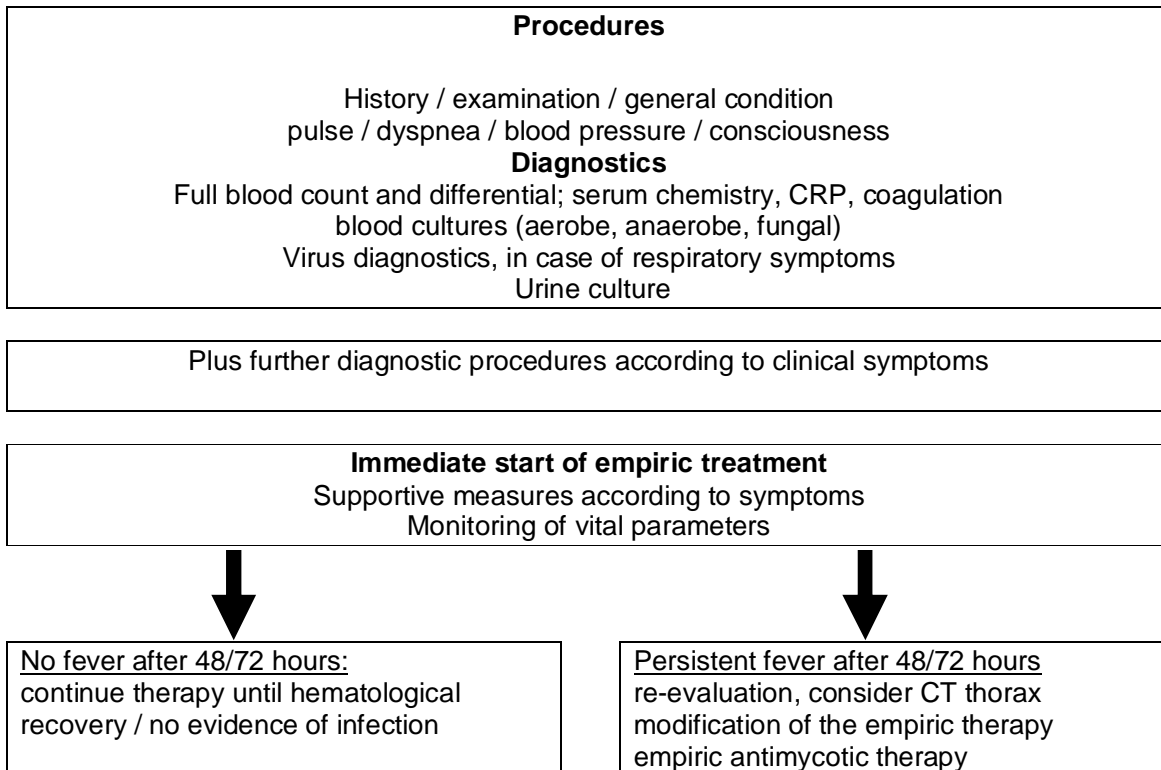 Procedures
History / examination / general condition
pulse / dyspnea / blood pressure / consciousness
Diagnostics
Full blood count and differential; serum chemistry, CRP, coagulation
blood cultures (aerobe, anaerobe, fungal)
Virus diagnostics, in case of respiratory symptoms
Urine culture
Plus further diagnostic procedures according to clinical symptoms
Immediate start of empiric treatment
Supportive measures according to symptoms
Monitoring of vital parameters
No fever after 48/72 hours:
continue therapy until hematological
recovery / no evidence of infection
Persistent fever after 48/72 hours
re-evaluation, consider CT thorax
modification of the empiric therapy
empiric antimycotic therapy